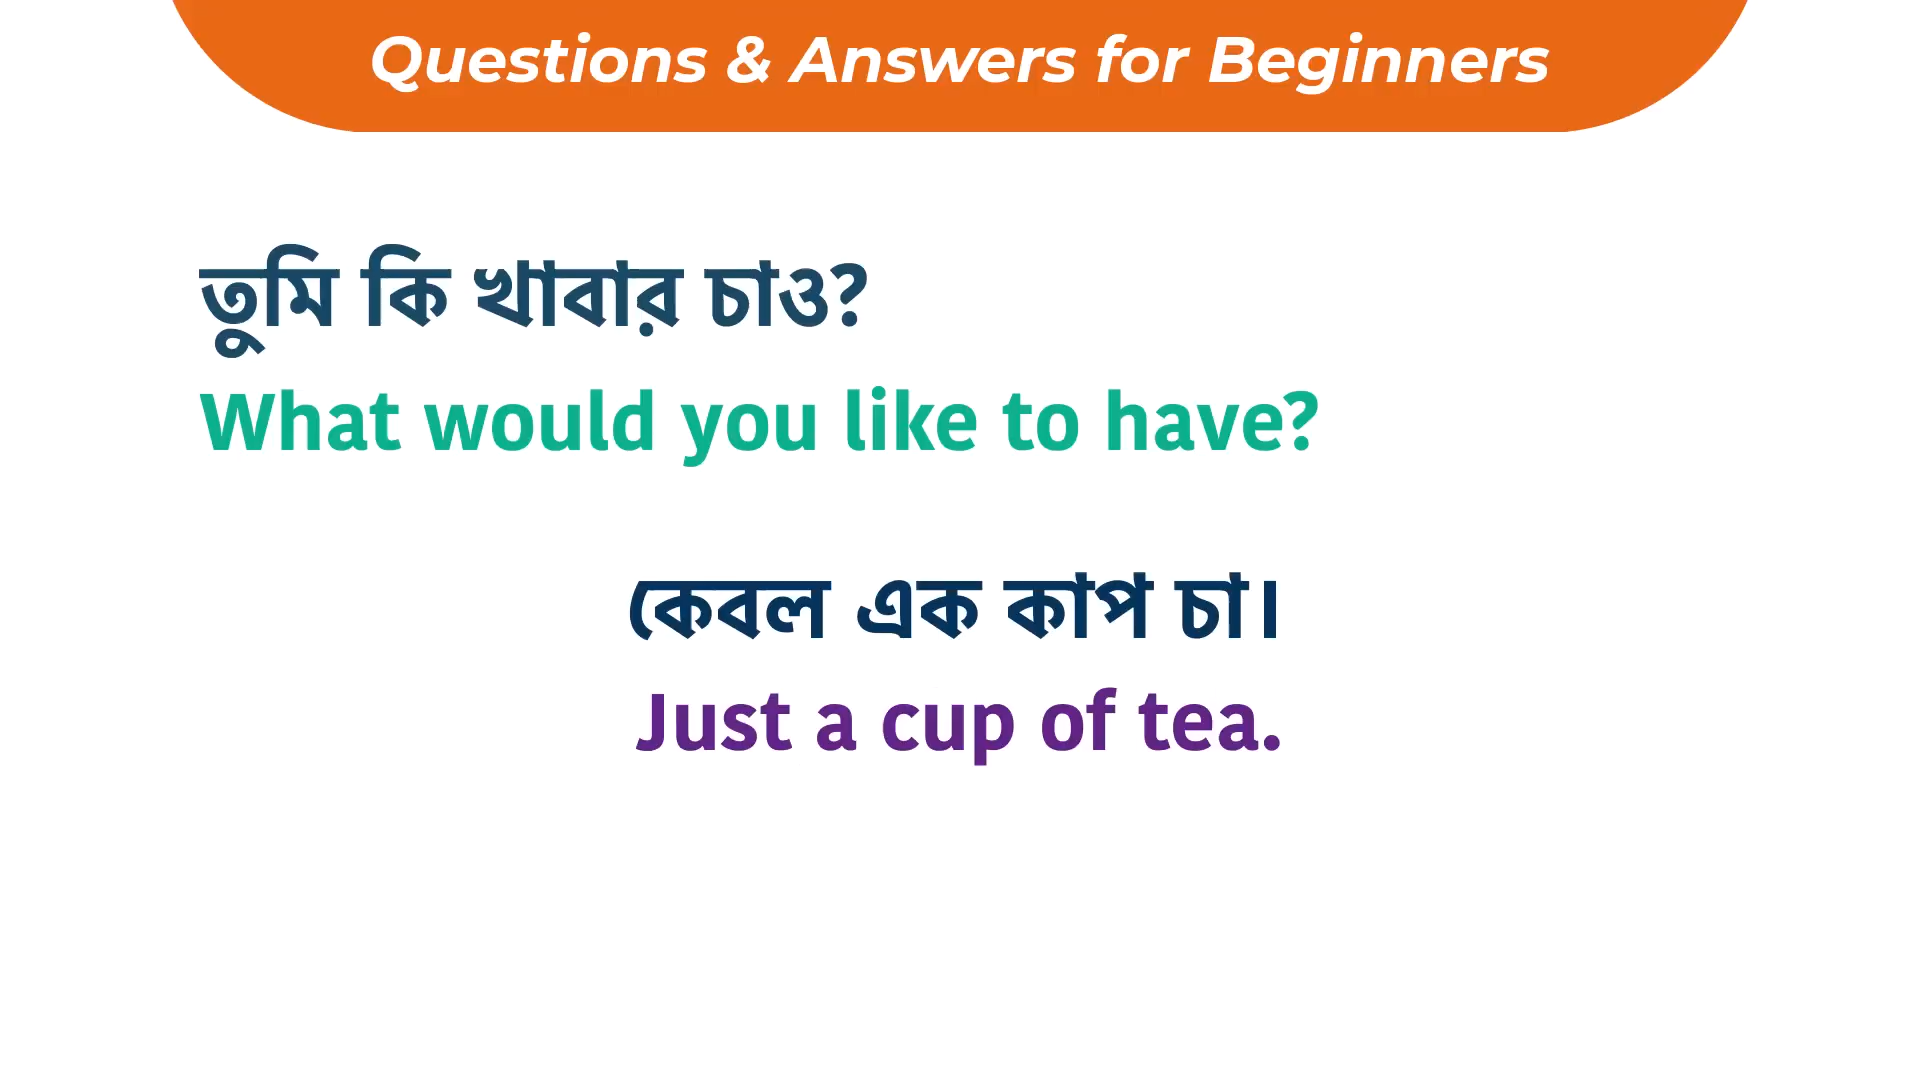 Questions & Answers for Beginners
তুমি কি খাবার চাও?
What would you like to have?
কেবল এক কাপ চা।
Just a cup of tea.